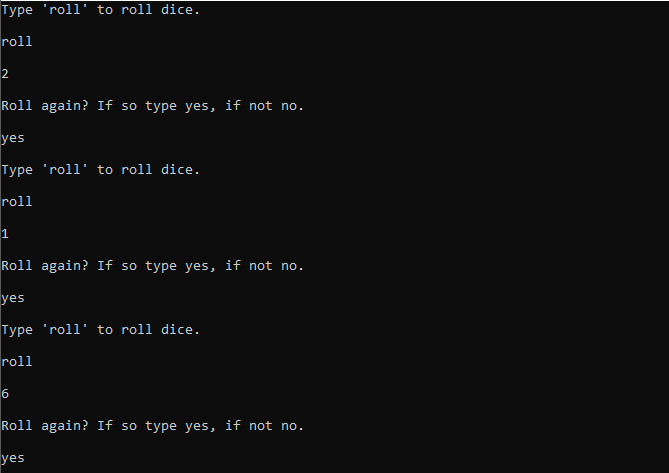 Type 'roll' to roll dice.
roll
2
Roll again? If so type yes, if not no.
yes
Type 'roll' to roll dice.
roll
1
Roll again? If so type yes, if not no.
yes
Type 'roll' to roll dice.
roll
6
Roll again? If so type yes, if not no.
yes